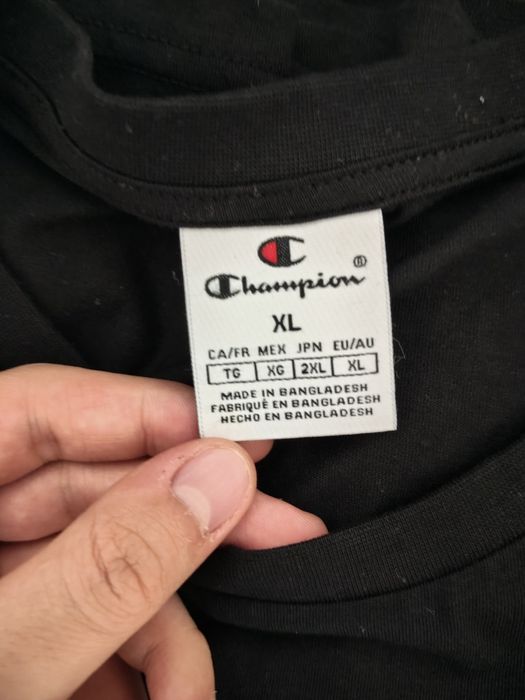 Champion®
XL
CA/FR MEX JPN EU/AU
TG XG 2XL XL
MADE IN BANGLADESH
FABRIQUÉ EN BANGLADESH
HECHO EN BANGLADESH